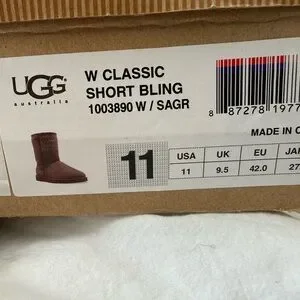 UGG
australia
W CLASSIC
SHORT BLING
1003890 W / SAGR
8 87278 1977
MADE IN C
11
USA UK EU JA
11 9.5 42.0 27